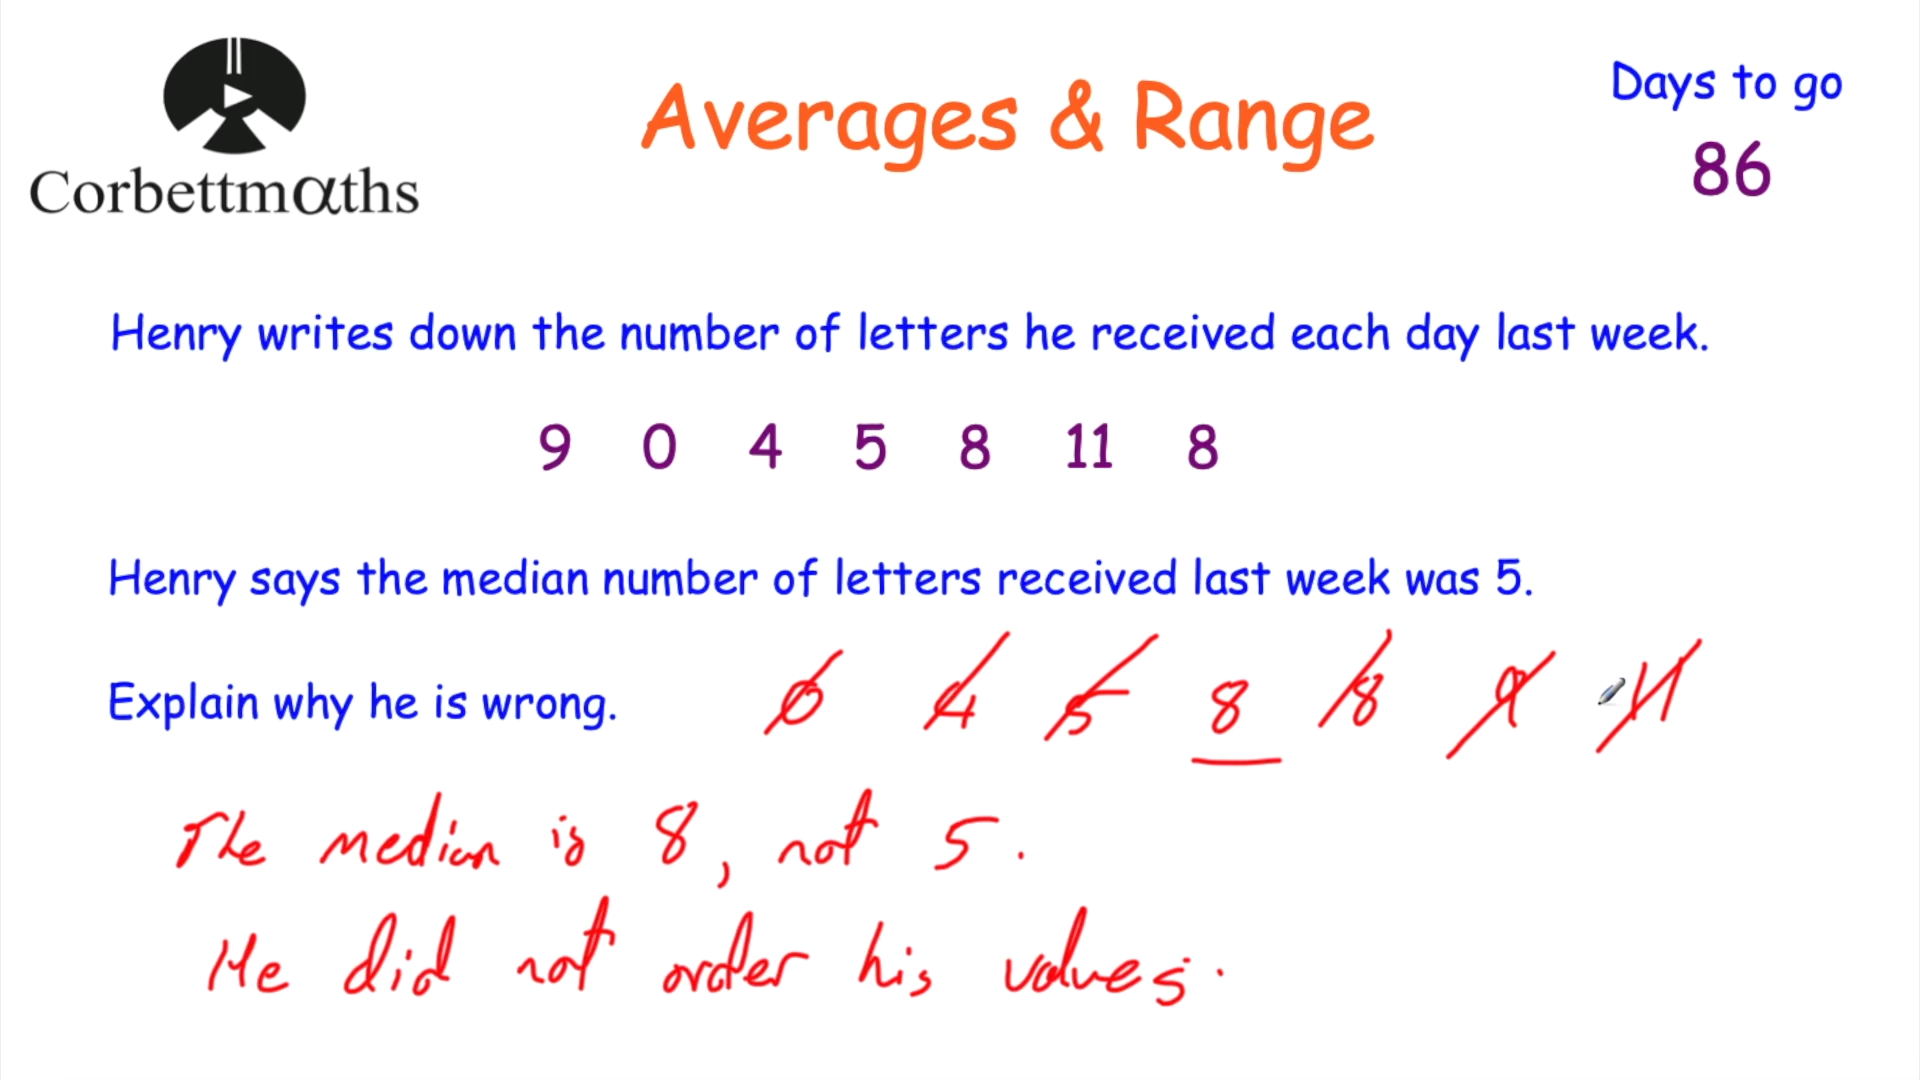 Corbettmαths
Averages & Range
Days to go
86
Henry writes down the number of letters he received each day last week.
9 0 4 5 8 11 8
Henry says the median number of letters received last week was 5.
Explain why he is wrong. 0 4 5 8 8 9 11
The median is 8, not 5.
He did not order his values.